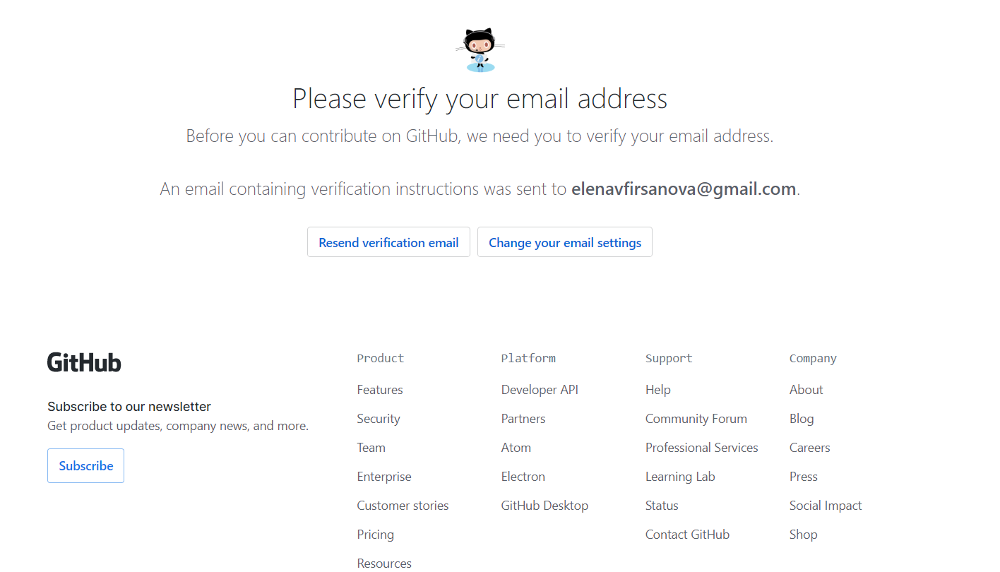 Please verify your email address
Before you can contribute on GitHub, we need you to verify your email address.
An email containing verification instructions was sent to elenavfirsanova@gmail.com.
Resend verification email
Change your email settings
GitHub
Subscribe to our newsletter
Get product updates, company news, and more.
Subscribe
Product
Features
Security
Team
Enterprise
Customer stories
Pricing
Resources
Platform
Developer API
Partners
Atom
Electron
GitHub Desktop
Support
Help
Community Forum
Professional Services
Learning Lab
Status
Contact GitHub
Company
About
Blog
Careers
Press
Social Impact
Shop